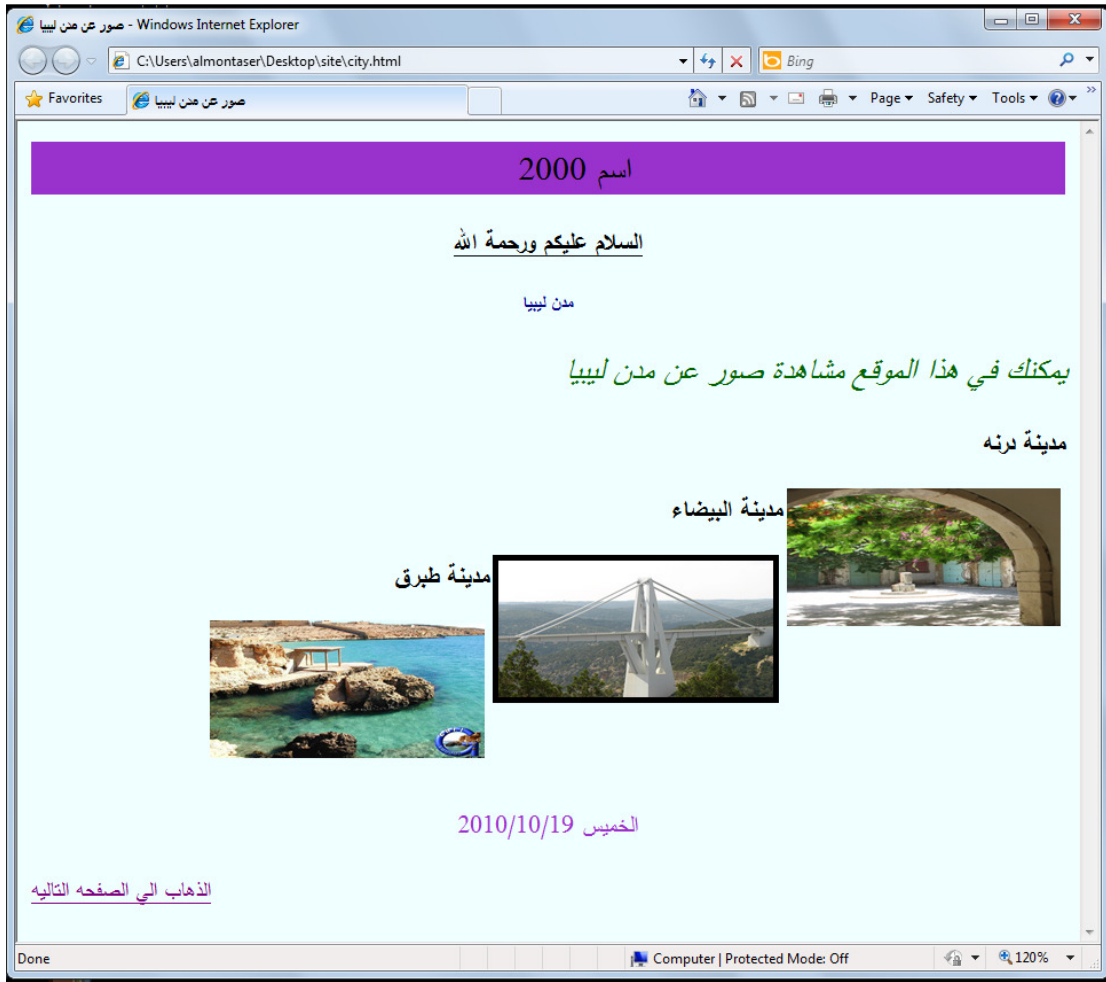 صور عن مدن ليبيا - Windows Internet Explorer
C:\Users\almontaser\Desktop\site\city.html
Bing
Favorites
صور عن مدن ليبيا
Page
Safety
Tools
اسم 2000
السلام عليكم ورحمة الله
مدن ليبيا
يمكنك في هذا الموقع مشاهدة صور عن مدن ليبيا
مدينة درنه
مدينة البيضاء
مدينة طبرق
الخميس 2010/10/19
الذهاب الي الصفحه التاليه
Done
Computer | Protected Mode: Off
120%